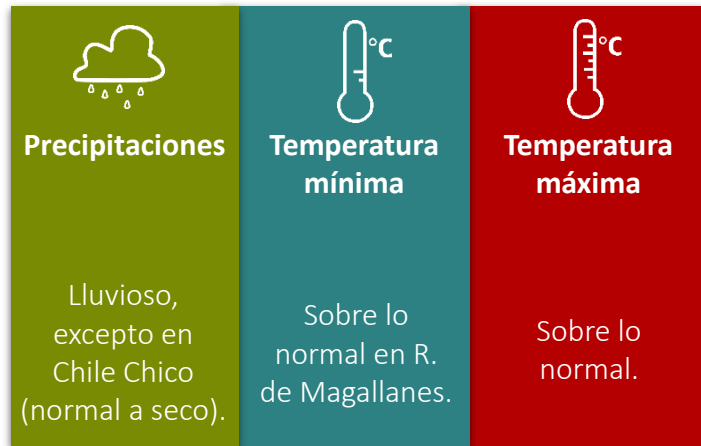 °C
°C
Precipitaciones
Temperatura
mínima
Temperatura
máxima
Lluvioso,
excepto en
Chile Chico
(normal a seco).
Sobre lo
normal en R.
de Magallanes.
Sobre lo
normal.